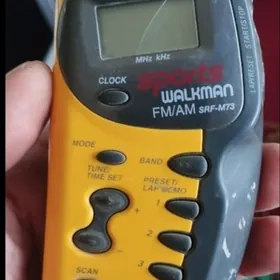 MHz kHz
CLOCK
LAP/RESET START/STOP
sports
WALKMAN
FM/AM SRF-M73
MODE
BAND
TUNE/
TIME SET
PRESET/
LAP MEMO
+
1
2
−
3
SCAN